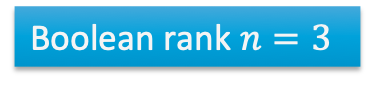 Boolean rank n = 3